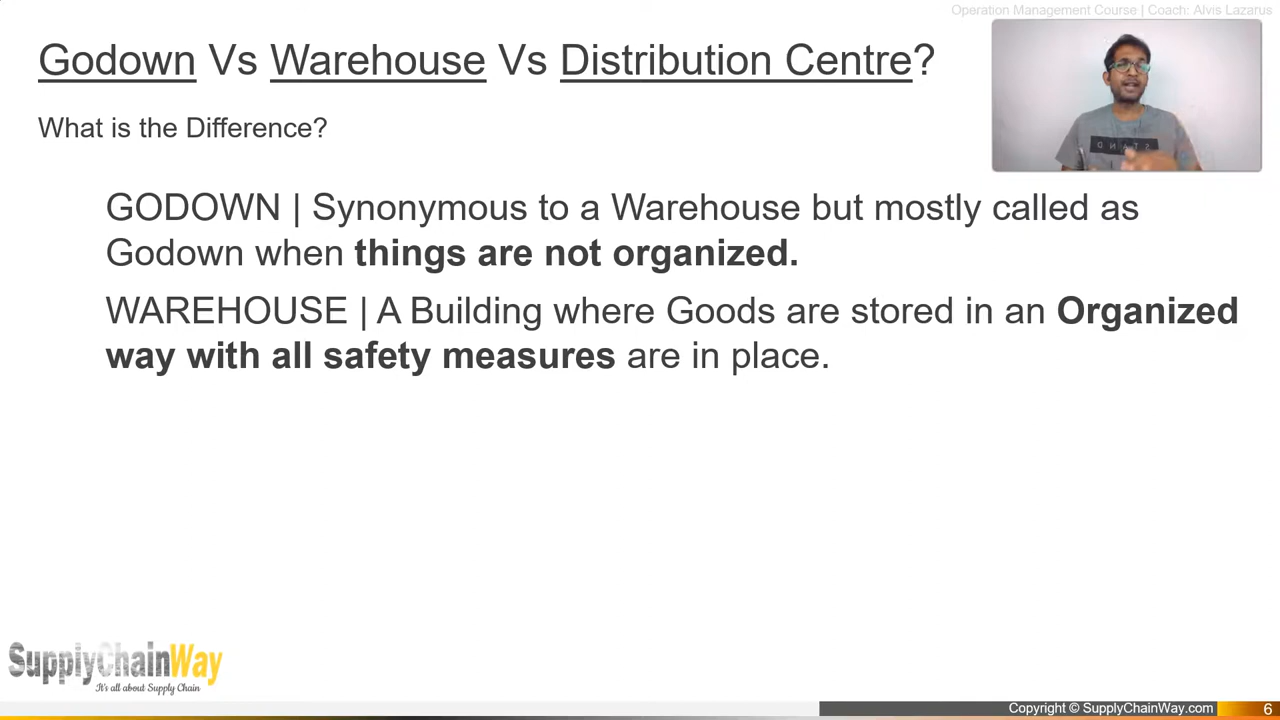 Operation Management Course | Coach: Alvis Lazarus
Godown Vs Warehouse Vs Distribution Centre?
What is the Difference?
GODOWN | Synonymous to a Warehouse but mostly called as
Godown when things are not organized.
WAREHOUSE | A Building where Goods are stored in an Organized
way with all safety measures are in place.
SupplyChainWay
It's all about Supply Chain
Copyright © SupplyChainWay.com
6